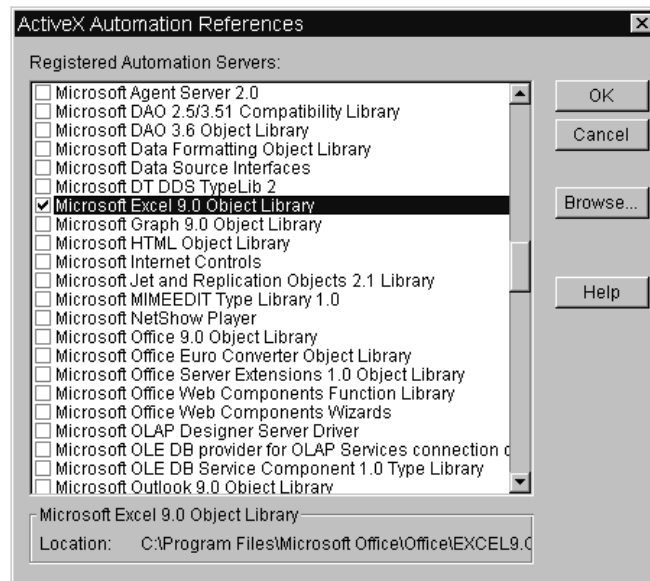 ActiveX Automation References
Registered Automation Servers:
Microsoft Agent Server 2.0
Microsoft DAO 2.5/3.51 Compatibility Library
Microsoft DAO 3.6 Object Library
Microsoft Data Formatting Object Library
Microsoft Data Source Interfaces
Microsoft DT DDS TypeLib 2
Microsoft Excel 9.0 Object Library
Microsoft Graph 9.0 Object Library
Microsoft HTML Object Library
Microsoft Internet Controls
Microsoft Jet and Replication Objects 2.1 Library
Microsoft MIMEEDIT Type Library 1.0
Microsoft NetShow Player
Microsoft Office 9.0 Object Library
Microsoft Office Euro Converter Object Library
Microsoft Office Server Extensions 1.0 Object Library
Microsoft Office Web Components Function Library
Microsoft Office Web Components Wizards
Microsoft OLAP Designer Server Driver
Microsoft OLE DB provider for OLAP Services connection
Microsoft OLE DB Service Component 1.0 Type Library
Microsoft Outlook 9.0 Object Library
OK
Cancel
Browse...
Help
Microsoft Excel 9.0 Object Library
Location: C:\Program Files\Microsoft Office\Office\EXCEL9.